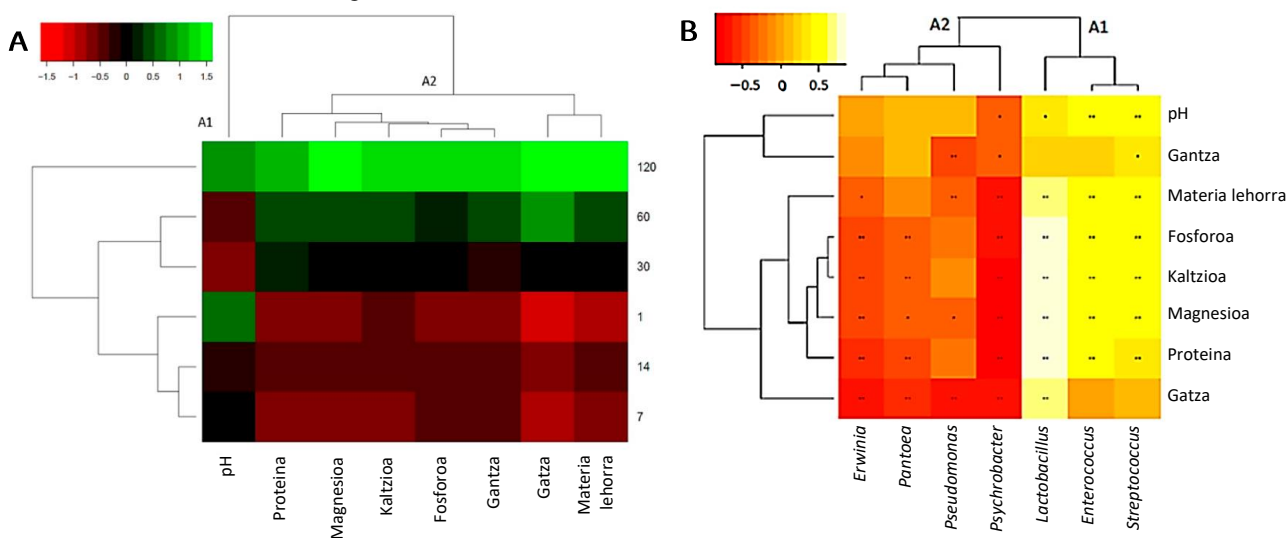 A
-1.5 -1 -0.5 0 0.5 1 1.5
A2
A1
120
60
30
1
14
7
pH
Proteina
Magnesioa
Kaltzioa
Fosforoa
Gantza
Gatza
Materia
lehorra
B
−0.5 0 0.5
A2
A1
pH
Gantza
Materia lehorra
Fosforoa
Kaltzioa
Magnesioa
Proteina
Gatza
Erwinia
Pantoea
Pseudomonas
Psychrobacter
Lactobacillus
Enterococcus
Streptococcus